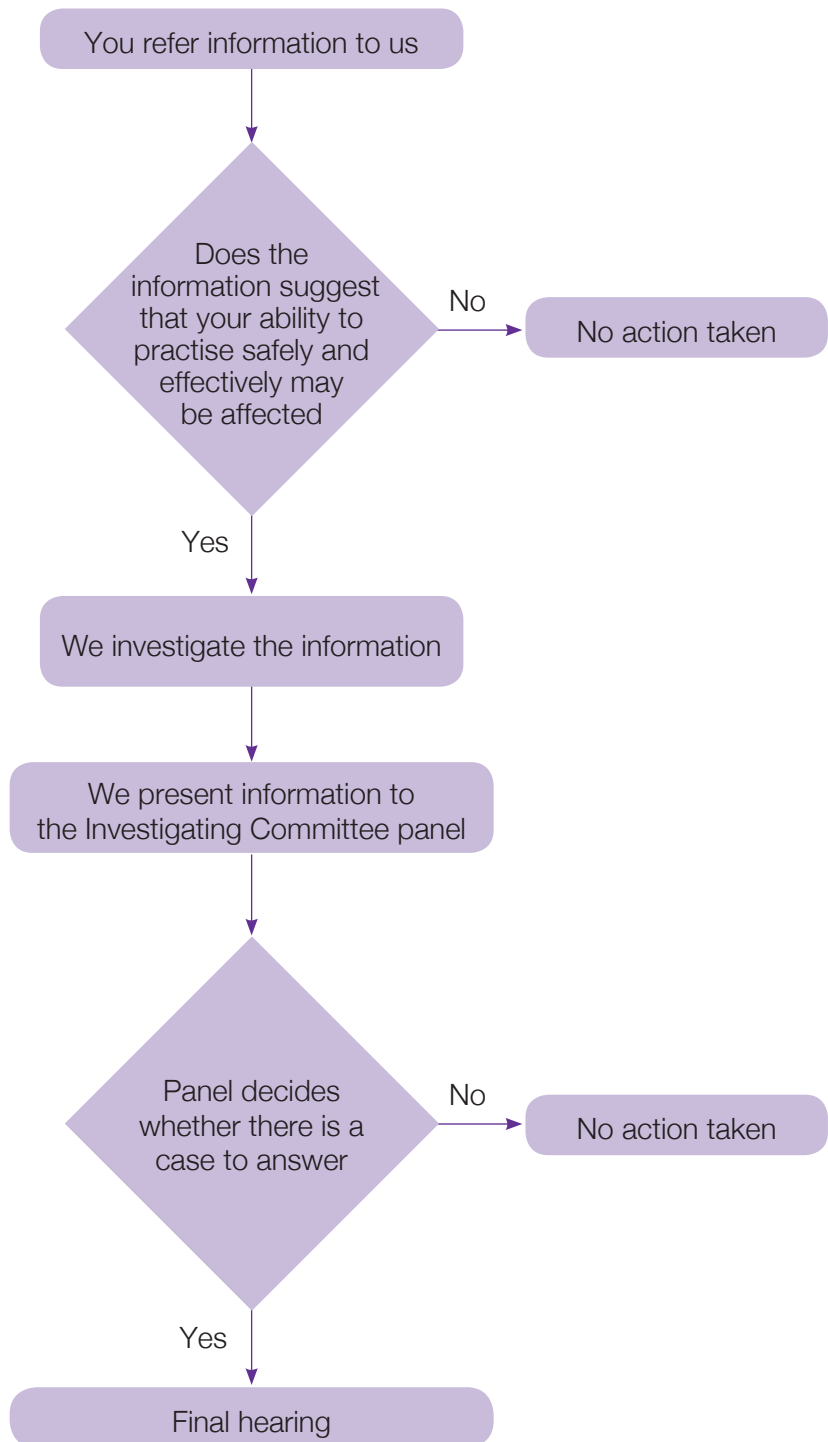 You refer information to us
Does the
information suggest
that your ability to
practise safely and
effectively may
be affected
No
No action taken
Yes
We investigate the information
We present information to
the Investigating Committee panel
Panel decides
whether there is a
case to answer
No
No action taken
Yes
Final hearing